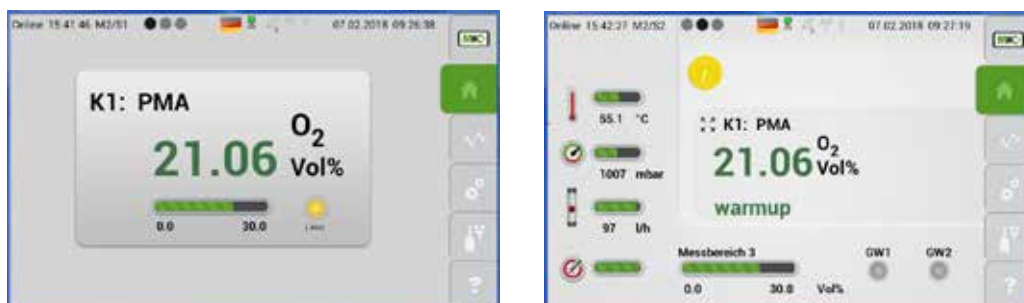 Online 15:41:46 M2/S1 07.02.2018 09:26:38
K1: PMA
O2
21.06 Vol%
0.0 30.0
Online 15:42:27 M2/S2 07.02.2018 09:27:19
55.1 °C
K1: PMA
O2
21.06 Vol%
1007 mbar
warmup
97 l/h
Messbereich 3 GW1 GW2
0.0 30.0 Vol%
?
?